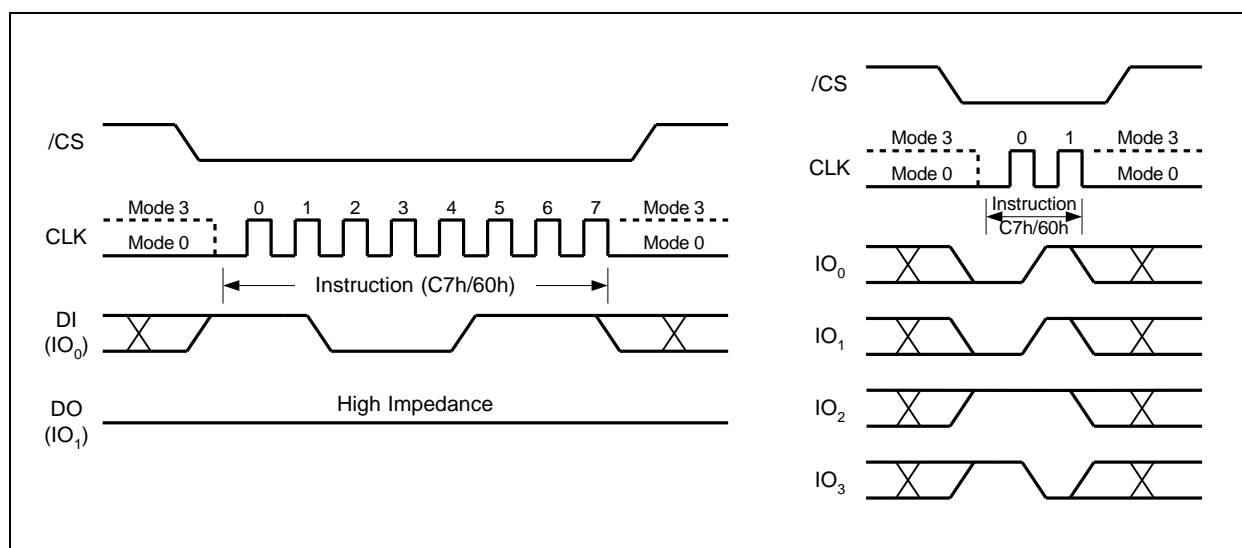 /CS
Mode 3 0 1 2 3 4 5 6 7 Mode 3
CLK Mode 0 Mode 0
Instruction (C7h/60h)
DI
(IO0)
DO High Impedance
(IO1)
/CS
Mode 3 0 1 Mode 3
CLK Mode 0 Mode 0
Instruction
C7h/60h
IO0
IO1
IO2
IO3